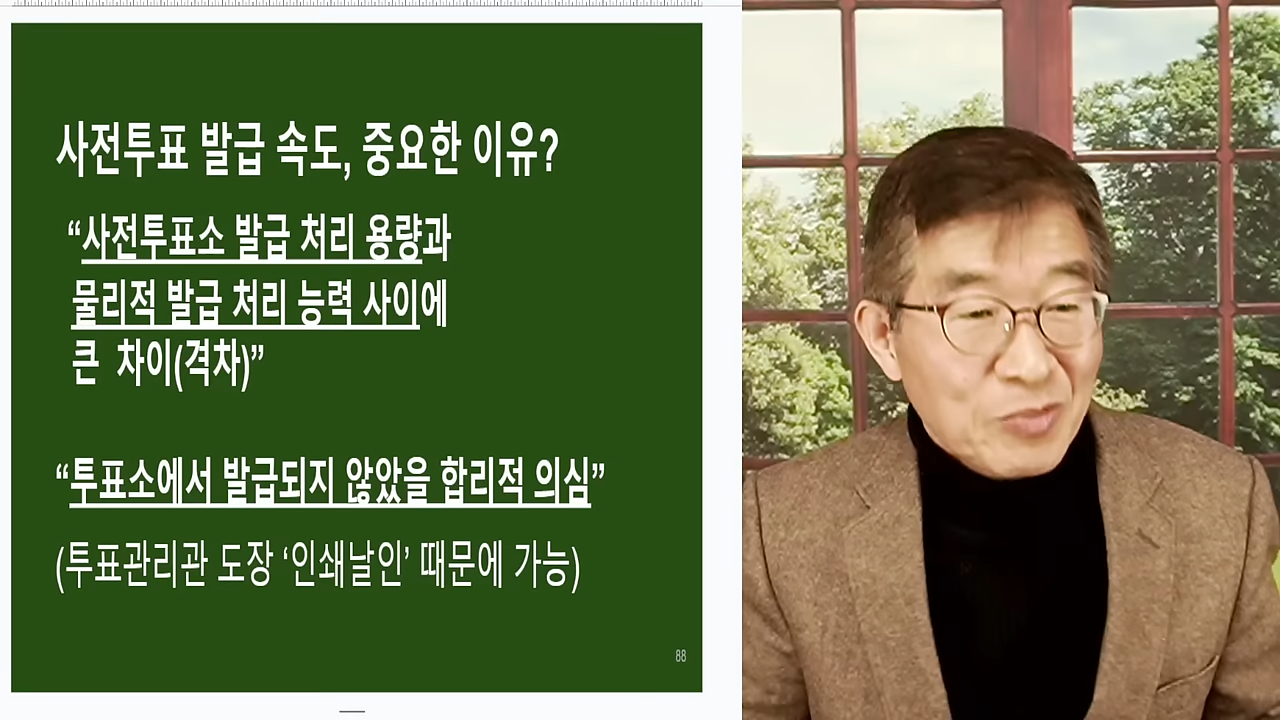 사전투표 발급 속도, 중요한 이유?
“사전투표소 발급 처리 용량과
물리적 발급 처리 능력 사이에
큰 차이(격차)”
“투표소에서 발급되지 않았을 합리적 의심”
(투표관리관 도장 ‘인쇄날인’ 때문에 가능)
88